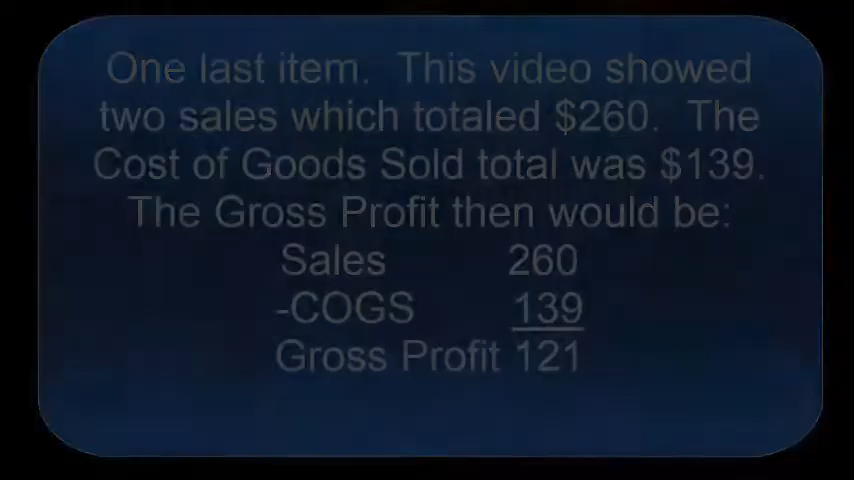 One last item. This video showed
two sales which totaled $260. The
Cost of Goods Sold total was $139.
The Gross Profit then would be:
Sales 260
-COGS 139
Gross Profit 121